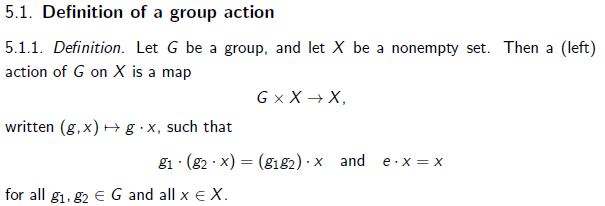 5.1. Definition of a group action
5.1.1. Definition. Let G be a group, and let X be a nonempty set. Then a (left)
action of G on X is a map
G × X → X,
written (g, x) ↦ g · x, such that
g₁ · (g₂ · x) = (g₁g₂) · x and e · x = x
for all g₁, g₂ ∈ G and all x ∈ X.